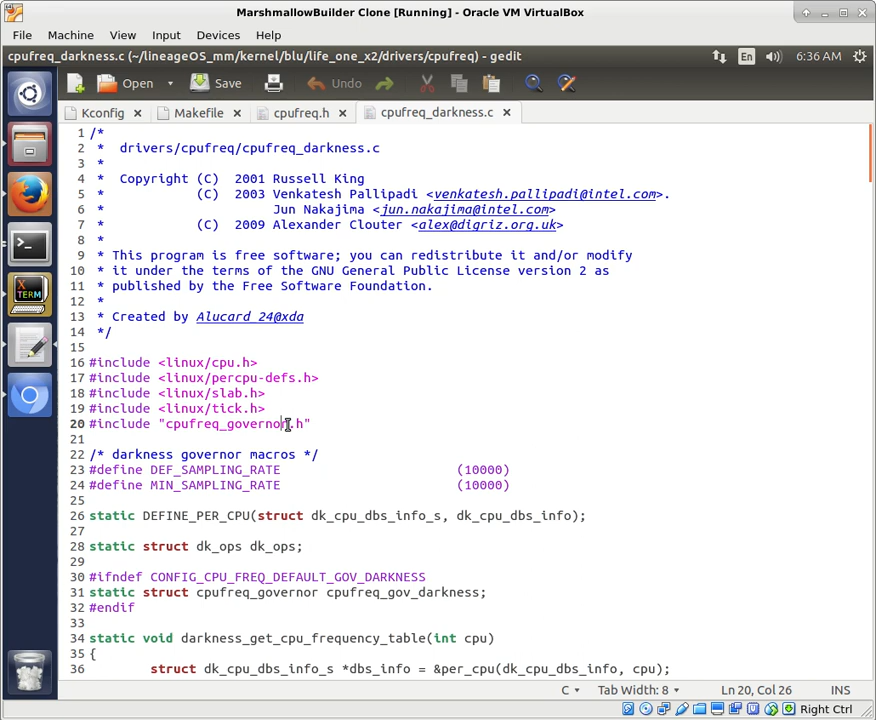 MarshmallowBuilder Clone [Running] - Oracle VM VirtualBox
File Machine View Input Devices Help
cpufreq_darkness.c (~/lineageOS_mm/kernel/blu/life_one_x2/drivers/cpufreq) - gedit En 6:36 AM
Open Save Undo
Kconfig Makefile cpufreq.h cpufreq_darkness.c
1 /*
2 *  drivers/cpufreq/cpufreq_darkness.c
3 *
4 *  Copyright (C)  2001 Russell King
5 *            (C)  2003 Venkatesh Pallipadi <venkatesh.pallipadi@intel.com>.
6 *                      Jun Nakajima <jun.nakajima@intel.com>
7 *            (C)  2009 Alexander Clouter <alex@digriz.org.uk>
8 *
9 * This program is free software; you can redistribute it and/or modify
10 * it under the terms of the GNU General Public License version 2 as
11 * published by the Free Software Foundation.
12 *
13 * Created by Alucard_24@xda
14 */
15
16 #include <linux/cpu.h>
17 #include <linux/percpu-defs.h>
18 #include <linux/slab.h>
19 #include <linux/tick.h>
20 #include "cpufreq_governor.h"
21
22 /* darkness governor macros */
23 #define DEF_SAMPLING_RATE (10000)
24 #define MIN_SAMPLING_RATE (10000)
25
26 static DEFINE_PER_CPU(struct dk_cpu_dbs_info_s, dk_cpu_dbs_info);
27
28 static struct dk_ops dk_ops;
29
30 #ifndef CONFIG_CPU_FREQ_DEFAULT_GOV_DARKNESS
31 static struct cpufreq_governor cpufreq_gov_darkness;
32 #endif
33
34 static void darkness_get_cpu_frequency_table(int cpu)
35 {
36 struct dk_cpu_dbs_info_s *dbs_info = &per_cpu(dk_cpu_dbs_info, cpu);
C Tab Width: 8 Ln 20, Col 26 INS
Right Ctrl